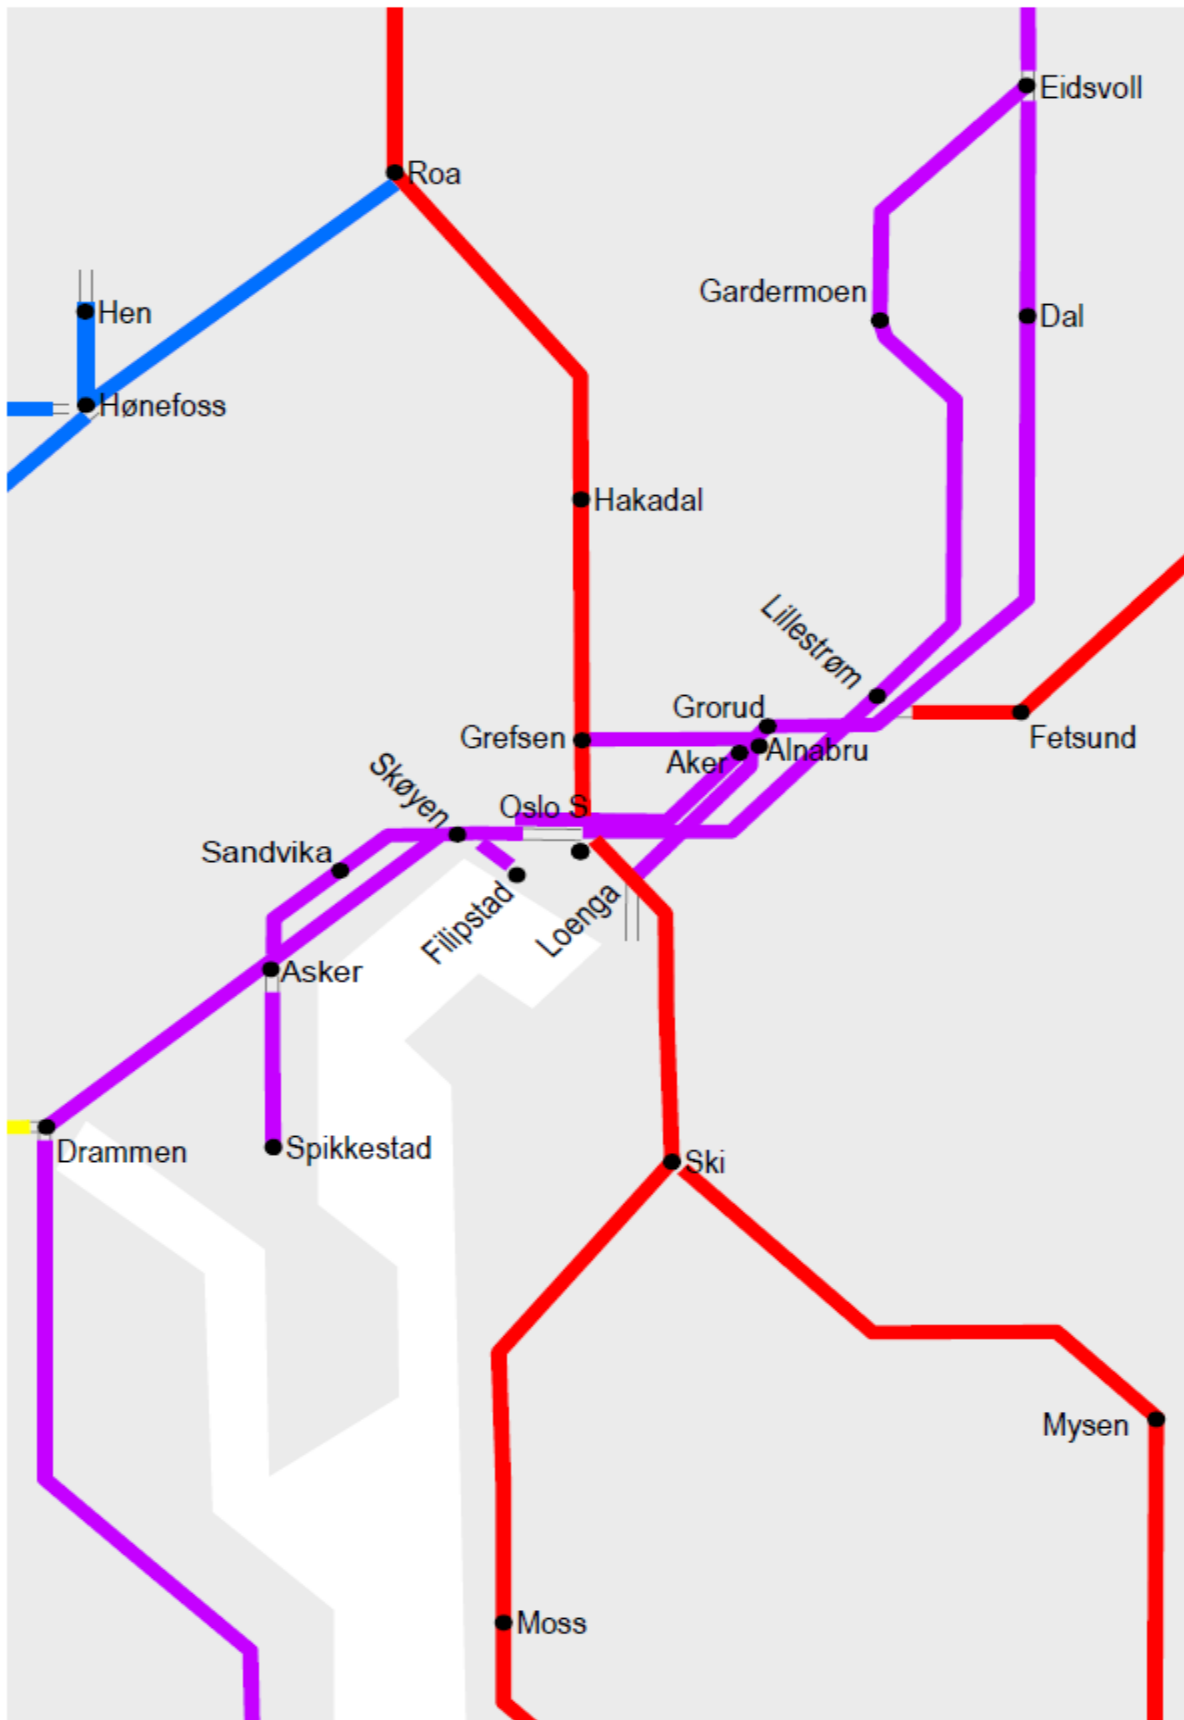 Eidsvoll
Roa
Gardermoen
Hen
Dal
Hønefoss
Hakadal
Lillestrøm
Grorud
Grefsen
Fetsund
Aker
Alnabru
Skøyen
Oslo S
Sandvika
Filipstad
Loenga
Asker
Drammen
Spikkestad
Ski
Mysen
Moss